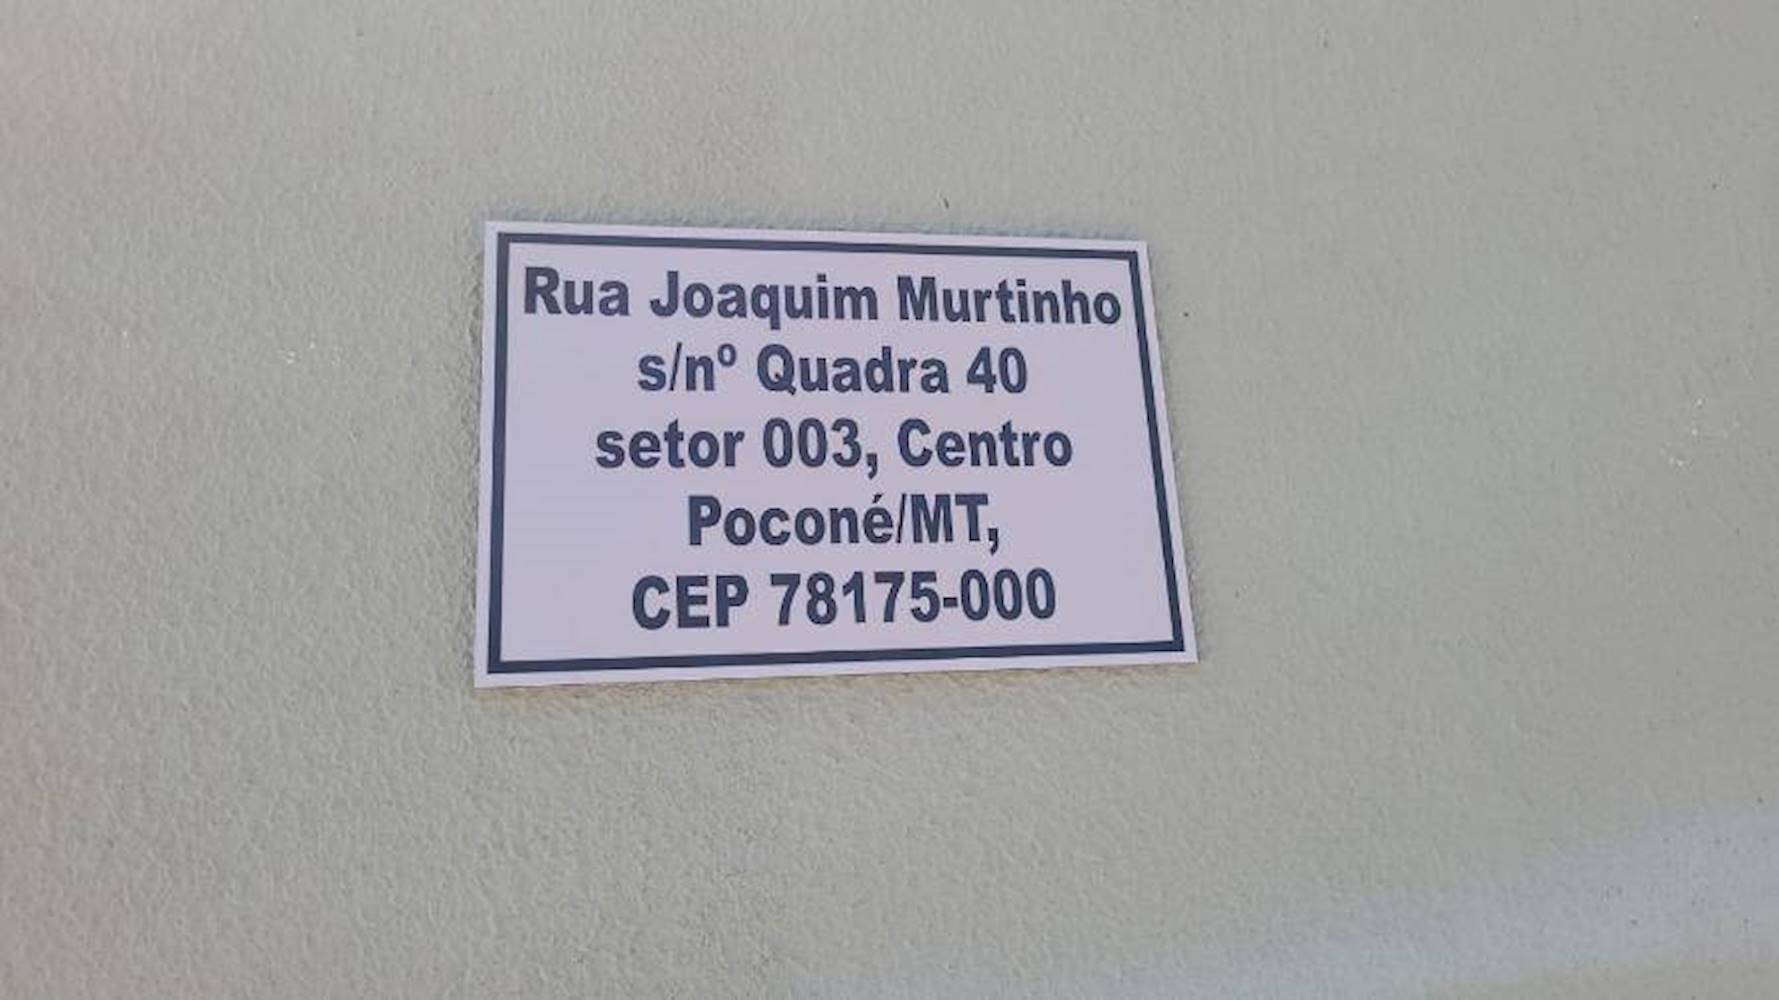 Rua Joaquim Murtinho
s/nº Quadra 40
setor 003, Centro
Poconé/MT,
CEP 78175-000